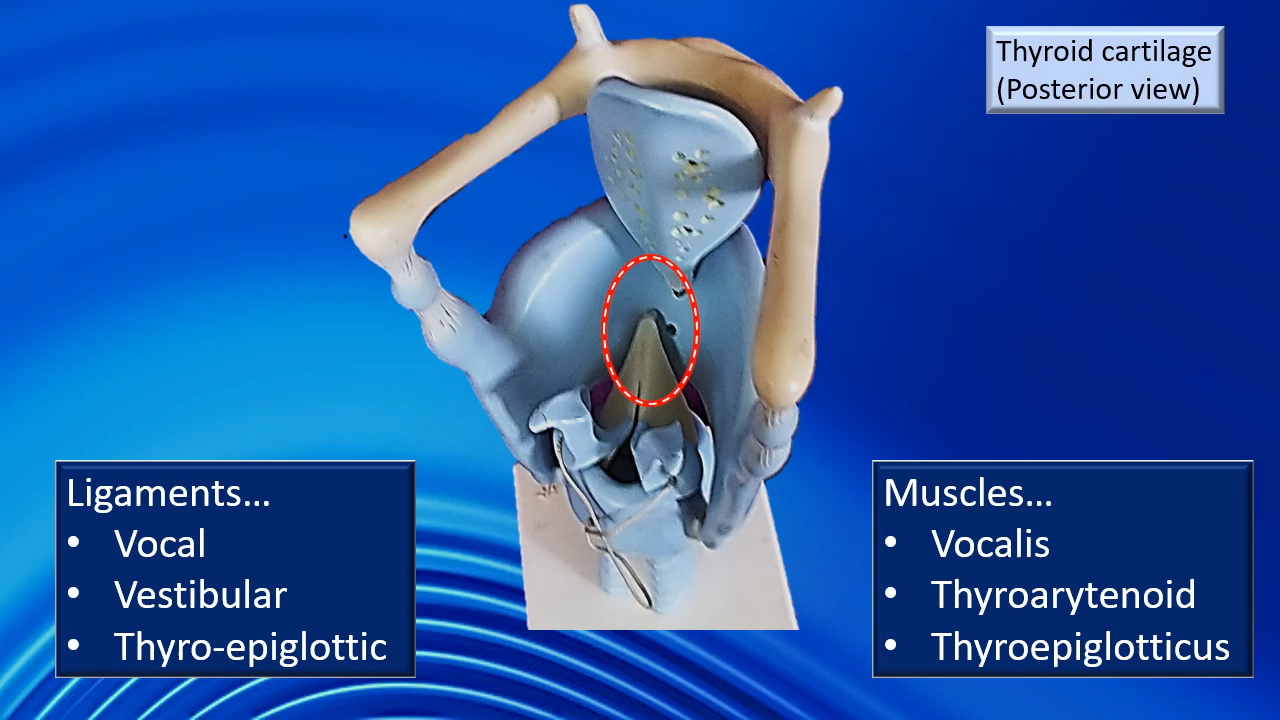 Thyroid cartilage
(Posterior view)
Ligaments…
• Vocal
• Vestibular
• Thyro-epiglottic
Muscles…
• Vocalis
• Thyroarytenoid
• Thyroepiglotticus